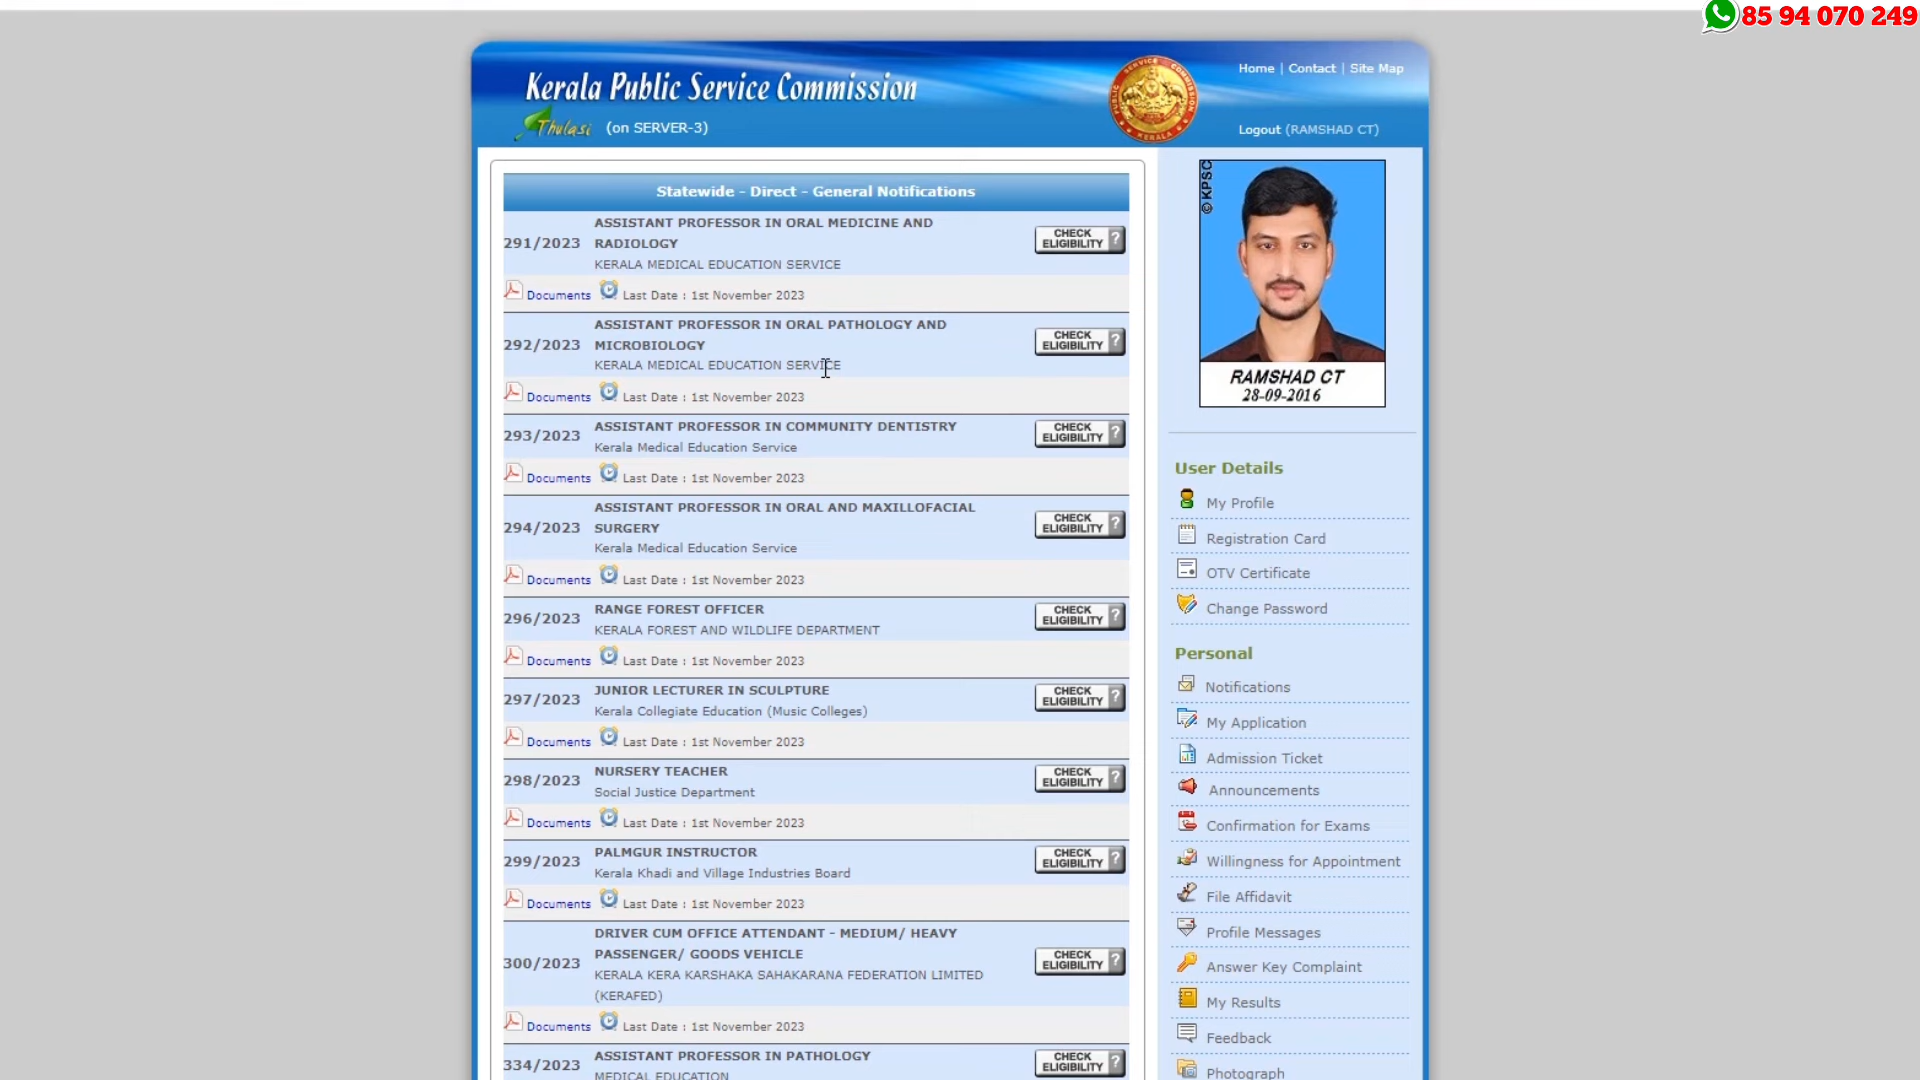 85 94 070 249
Kerala Public Service Commission
Thulasi (on SERVER-3)
Home | Contact | Site Map
Logout (RAMSHAD CT)
Statewide - Direct - General Notifications
291/2023
ASSISTANT PROFESSOR IN ORAL MEDICINE AND
RADIOLOGY
KERALA MEDICAL EDUCATION SERVICE
CHECK
ELIGIBILITY ?
Documents Last Date : 1st November 2023
292/2023
ASSISTANT PROFESSOR IN ORAL PATHOLOGY AND
MICROBIOLOGY
KERALA MEDICAL EDUCATION SERVICE
CHECK
ELIGIBILITY ?
Documents Last Date : 1st November 2023
293/2023
ASSISTANT PROFESSOR IN COMMUNITY DENTISTRY
Kerala Medical Education Service
CHECK
ELIGIBILITY ?
Documents Last Date : 1st November 2023
294/2023
ASSISTANT PROFESSOR IN ORAL AND MAXILLOFACIAL
SURGERY
Kerala Medical Education Service
CHECK
ELIGIBILITY ?
Documents Last Date : 1st November 2023
296/2023
RANGE FOREST OFFICER
KERALA FOREST AND WILDLIFE DEPARTMENT
CHECK
ELIGIBILITY ?
Documents Last Date : 1st November 2023
297/2023
JUNIOR LECTURER IN SCULPTURE
Kerala Collegiate Education (Music Colleges)
CHECK
ELIGIBILITY ?
Documents Last Date : 1st November 2023
298/2023
NURSERY TEACHER
Social Justice Department
CHECK
ELIGIBILITY ?
Documents Last Date : 1st November 2023
299/2023
PALMGUR INSTRUCTOR
Kerala Khadi and Village Industries Board
CHECK
ELIGIBILITY ?
Documents Last Date : 1st November 2023
300/2023
DRIVER CUM OFFICE ATTENDANT - MEDIUM/ HEAVY
PASSENGER/ GOODS VEHICLE
KERALA KERA KARSHAKA SAHAKARANA FEDERATION LIMITED
(KERAFED)
CHECK
ELIGIBILITY ?
Documents Last Date : 1st November 2023
334/2023
ASSISTANT PROFESSOR IN PATHOLOGY
MEDICAL EDUCATION
CHECK
ELIGIBILITY ?
© KPSC
RAMSHAD CT
28-09-2016
User Details
My Profile
Registration Card
OTV Certificate
Change Password
Personal
Notifications
My Application
Admission Ticket
Announcements
Confirmation for Exams
Willingness for Appointment
File Affidavit
Profile Messages
Answer Key Complaint
My Results
Feedback
Photograph